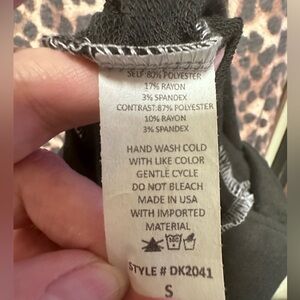 SELF: 80% POLYESTER
17% RAYON
3% SPANDEX
CONTRAST: 87% POLYESTER
10% RAYON
3% SPANDEX
HAND WASH COLD
WITH LIKE COLOR
GENTLE CYCLE
DO NOT BLEACH
MADE IN USA
WITH IMPORTED
MATERIAL
STYLE # DK2041
S